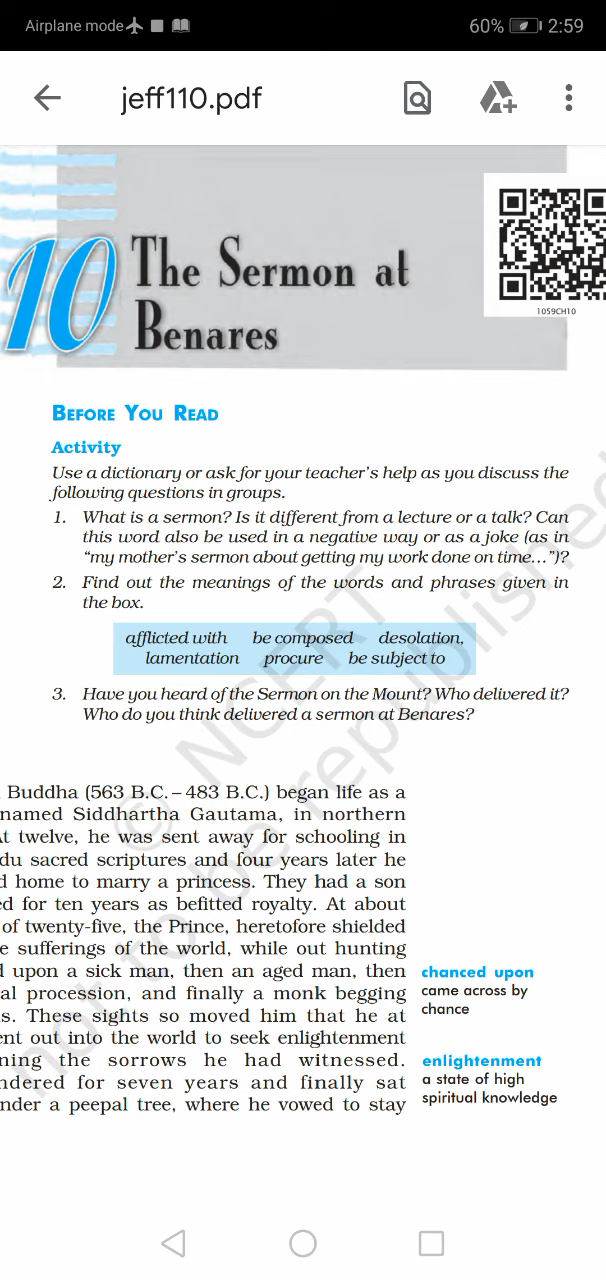 Airplane mode 60% 2:59
jeff110.pdf
10 The Sermon at
Benares
1059CH10
BEFORE YOU READ
Activity
Use a dictionary or ask for your teacher's help as you discuss the
following questions in groups.
1. What is a sermon? Is it different from a lecture or a talk? Can
this word also be used in a negative way or as a joke (as in
“my mother's sermon about getting my work done on time...”)?
2. Find out the meanings of the words and phrases given in
the box.
afflicted with be composed desolation,
lamentation procure be subject to
3. Have you heard of the Sermon on the Mount? Who delivered it?
Who do you think delivered a sermon at Benares?
Buddha (563 B.C. – 483 B.C.) began life as a
named Siddhartha Gautama, in northern
At twelve, he was sent away for schooling in
du sacred scriptures and four years later he
d home to marry a princess. They had a son
ed for ten years as befitted royalty. At about
of twenty-five, the Prince, heretofore shielded
e sufferings of the world, while out hunting
d upon a sick man, then an aged man, then
al procession, and finally a monk begging
s. These sights so moved him that he at
ent out into the world to seek enlightenment
ning the sorrows he had witnessed.
ndered for seven years and finally sat
nder a peepal tree, where he vowed to stay
chanced upon
came across by
chance
enlightenment
a state of high
spiritual knowledge
© NCERT
not to be republished